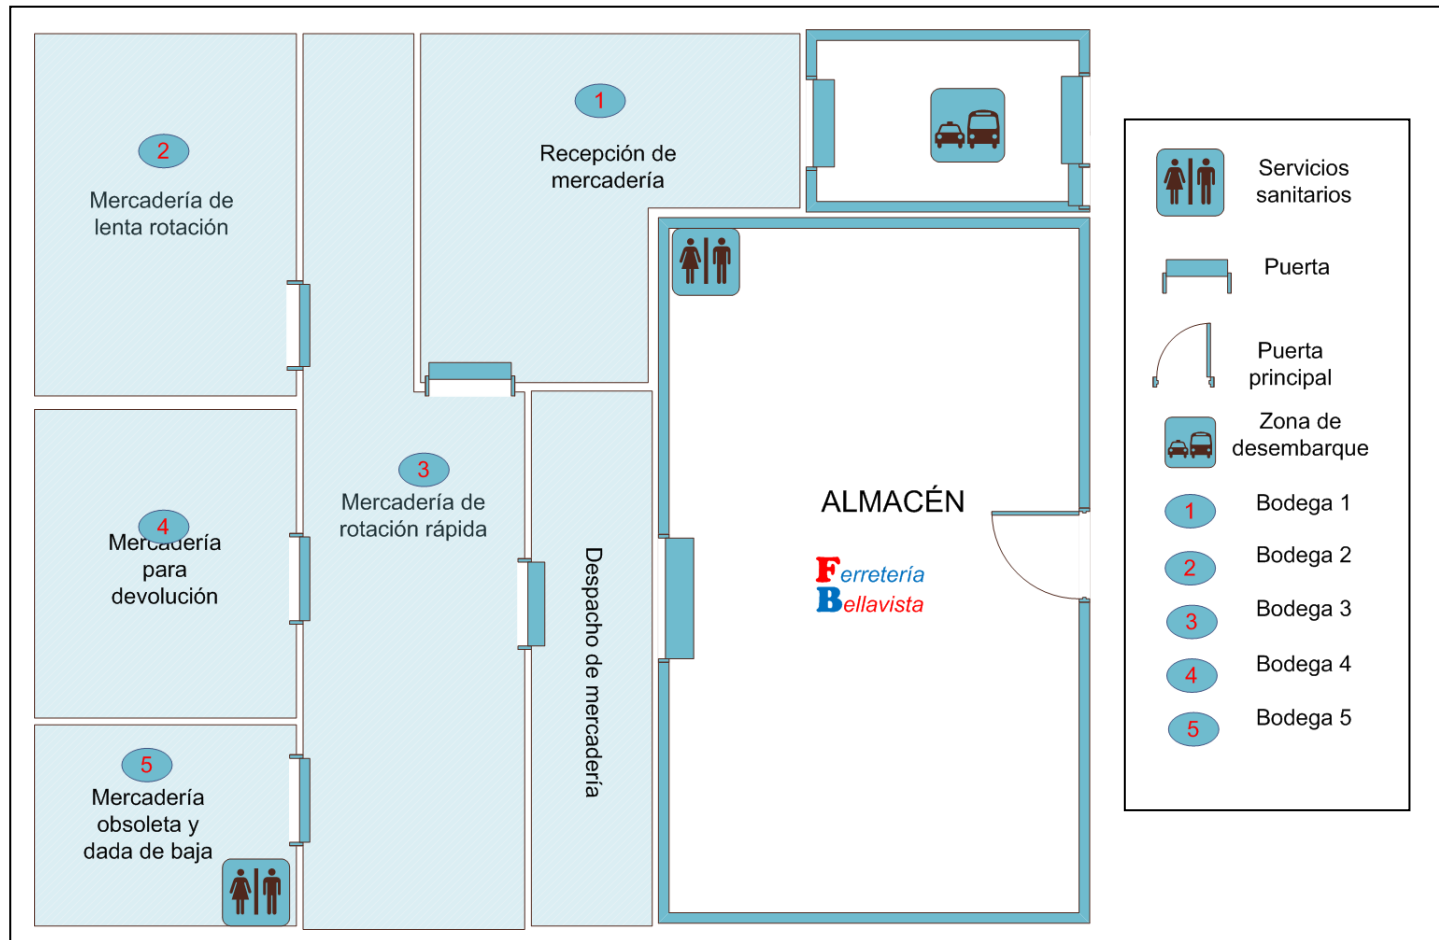 1
Recepción de
mercadería
2
Mercadería de
lenta rotación
3
Mercadería de
rotación rápida
4
Mercadería
para
devolución
5
Mercadería
obsoleta y
dada de baja
Despacho de mercadería
ALMACÉN
Ferretería
Bellavista
Servicios
sanitarios
Puerta
Puerta
principal
Zona de
desembarque
1 Bodega 1
2 Bodega 2
3 Bodega 3
4 Bodega 4
5 Bodega 5